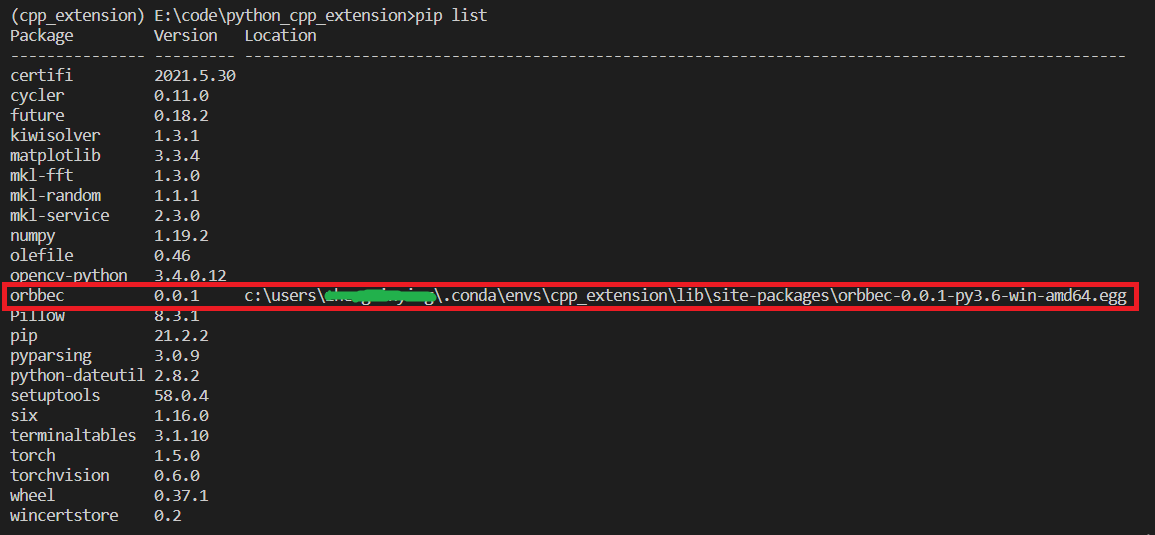 (cpp_extension) E:\code\python_cpp_extension>pip list
Package         Version   Location
--------------- --------- ----------------------------------------------------------------------------------------
certifi         2021.5.30
cycler          0.11.0
future          0.18.2
kiwisolver      1.3.1
matplotlib      3.3.4
mkl-fft         1.3.0
mkl-random      1.1.1
mkl-service     2.3.0
numpy           1.19.2
olefile         0.46
opencv-python   3.4.0.12
orbbec          0.0.1     c:\users\ \.conda\envs\cpp_extension\lib\site-packages\orbbec-0.0.1-py3.6-win-amd64.egg
Pillow          8.3.1
pip             21.2.2
pyparsing       3.0.9
python-dateutil 2.8.2
setuptools      58.0.4
six             1.16.0
terminaltables  3.1.10
torch           1.5.0
torchvision     0.6.0
wheel           0.37.1
wincertstore    0.2